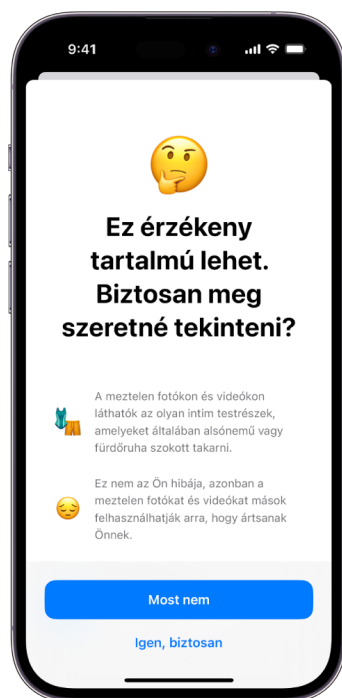 9:41
Ez érzékeny
tartalmú lehet.
Biztosan meg
szeretné tekinteni?
A meztelen fotókon és videókon
láthatók az olyan intim testrészek,
amelyeket általában alsónemű vagy
fürdőruha szokott takarni.
Ez nem az Ön hibája, azonban a
meztelen fotókat és videókat mások
felhasználhatják arra, hogy ártsanak
Önnek.
Most nem
Igen, biztosan